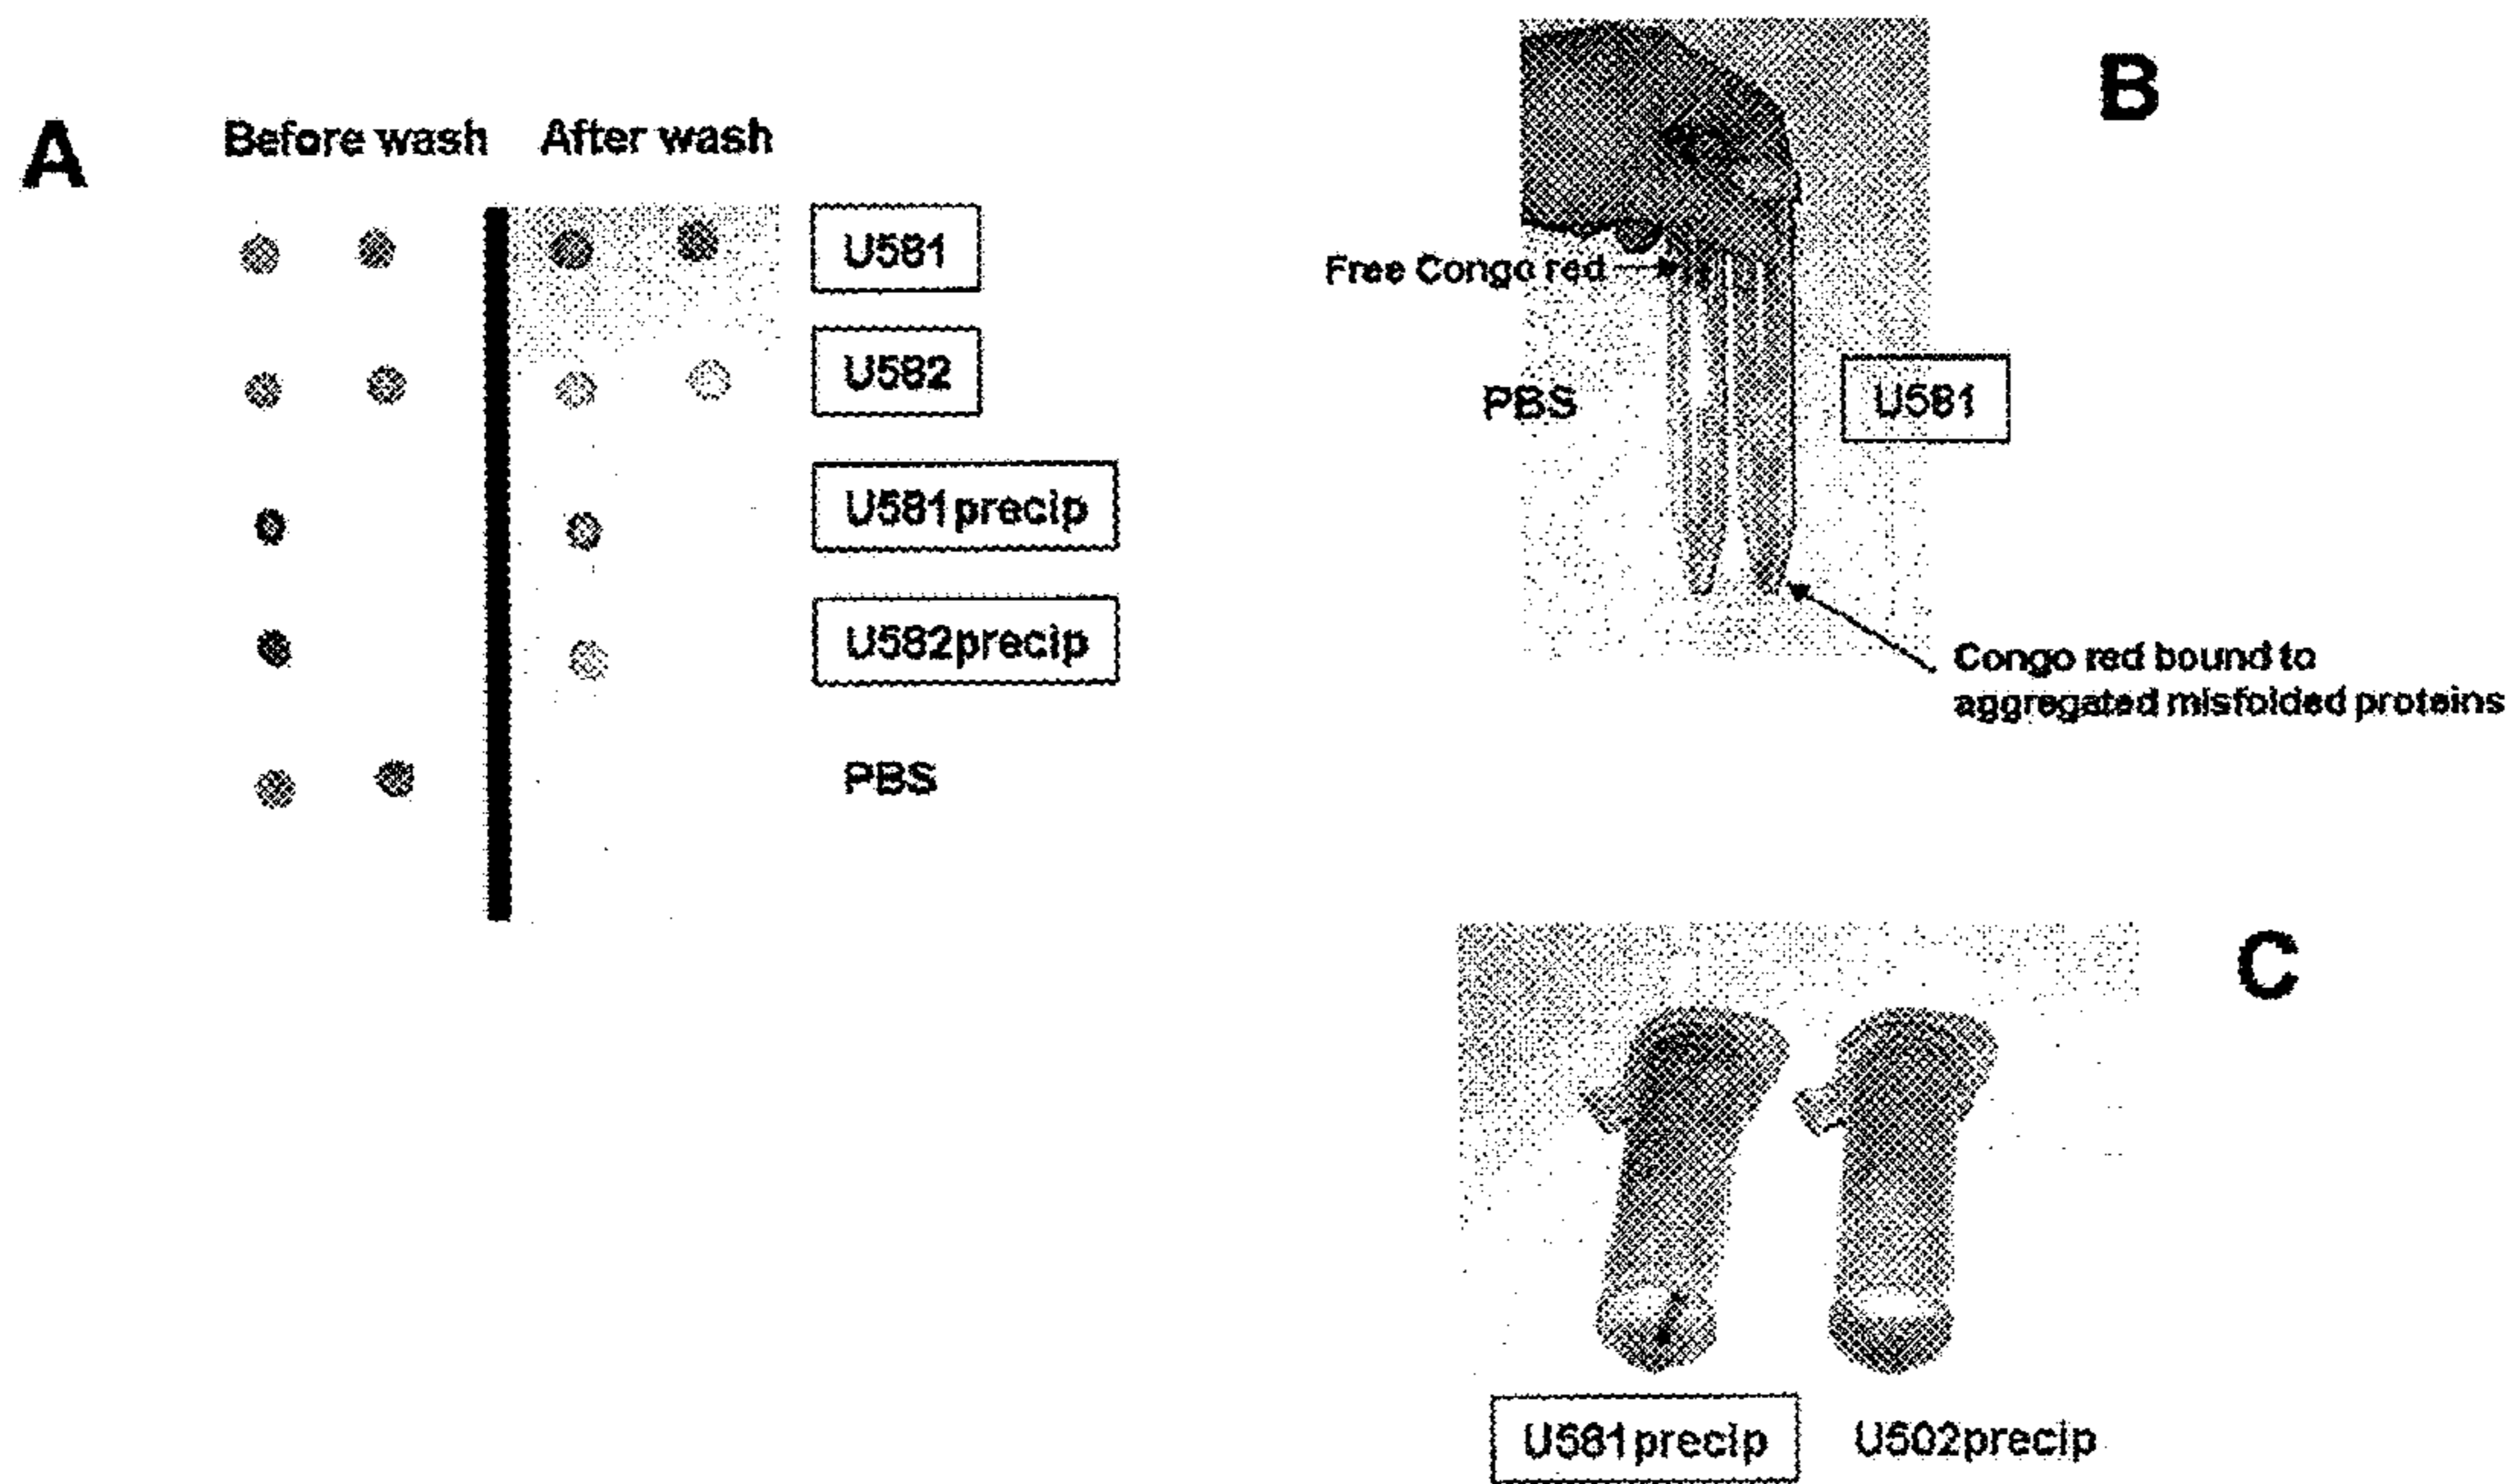 A
Before wash
After wash
U581
U582
U581precip
U582precip
PBS
B
Free Congo red
PBS
U581
Congo red bound to
aggregated misfolded proteins
C
U581precip
U502precip